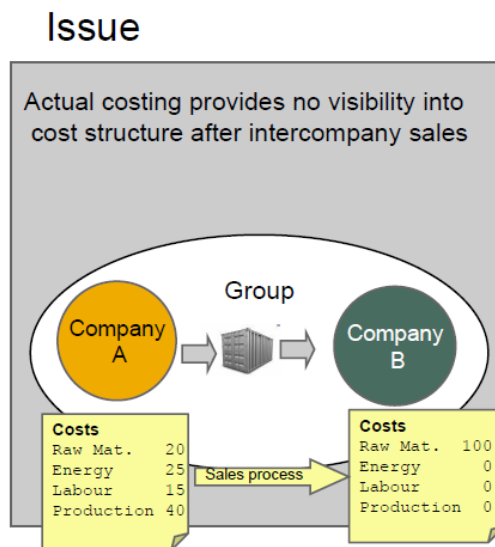 Issue
Actual costing provides no visibility into
cost structure after intercompany sales
Group
Company
A
Company
B
Costs
Raw Mat. 20
Energy 25
Labour 15
Production 40
Sales process
Costs
Raw Mat. 100
Energy 0
Labour 0
Production 0